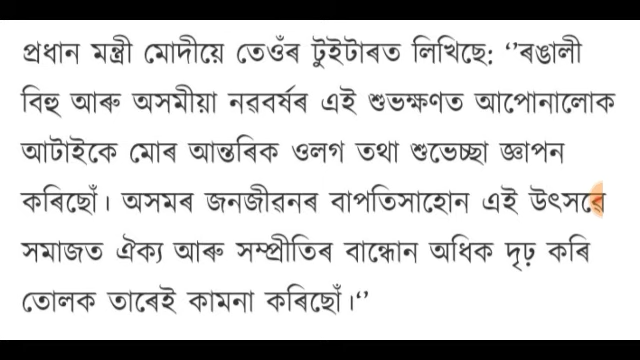 প্ৰধান মন্ত্ৰী মোদীয়ে তেওঁৰ টুইটাৰত লিখিছে: ‘’ৰঙালী
বিহু আৰু অসমীয়া নৱবৰ্ষৰ এই শুভক্ষণত আপোনালোক
আটাইকে মোৰ আন্তৰিক ওলগ তথা শুভেচ্ছা জ্ঞাপন
কৰিছোঁ। অসমৰ জনজীৱনৰ বাপতিসাহোন এই উৎসৱে
সমাজত ঐক্য আৰু সম্প্ৰীতিৰ বান্ধোন অধিক দৃঢ় কৰি
তোলক তাৰেই কামনা কৰিছোঁ।‘’